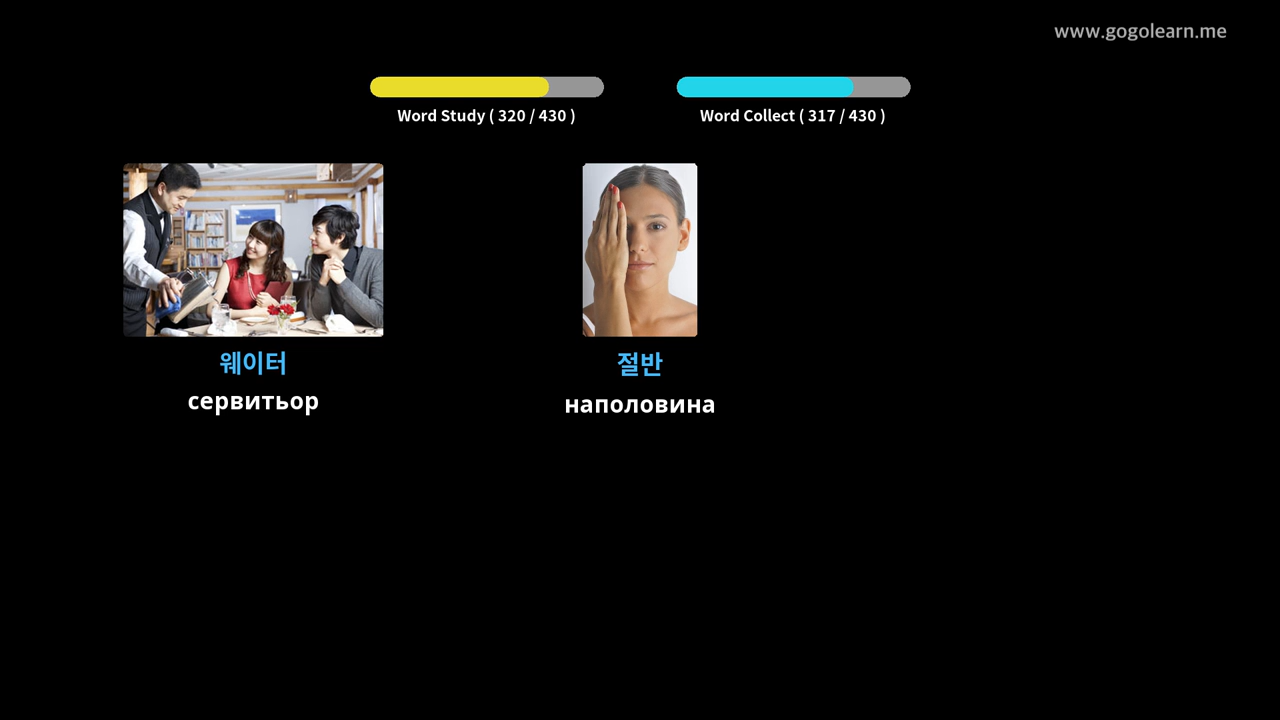 www.gogolearn.me
Word Study ( 320 / 430 )
Word Collect ( 317 / 430 )
웨이터
сервитьор
절반
наполовина